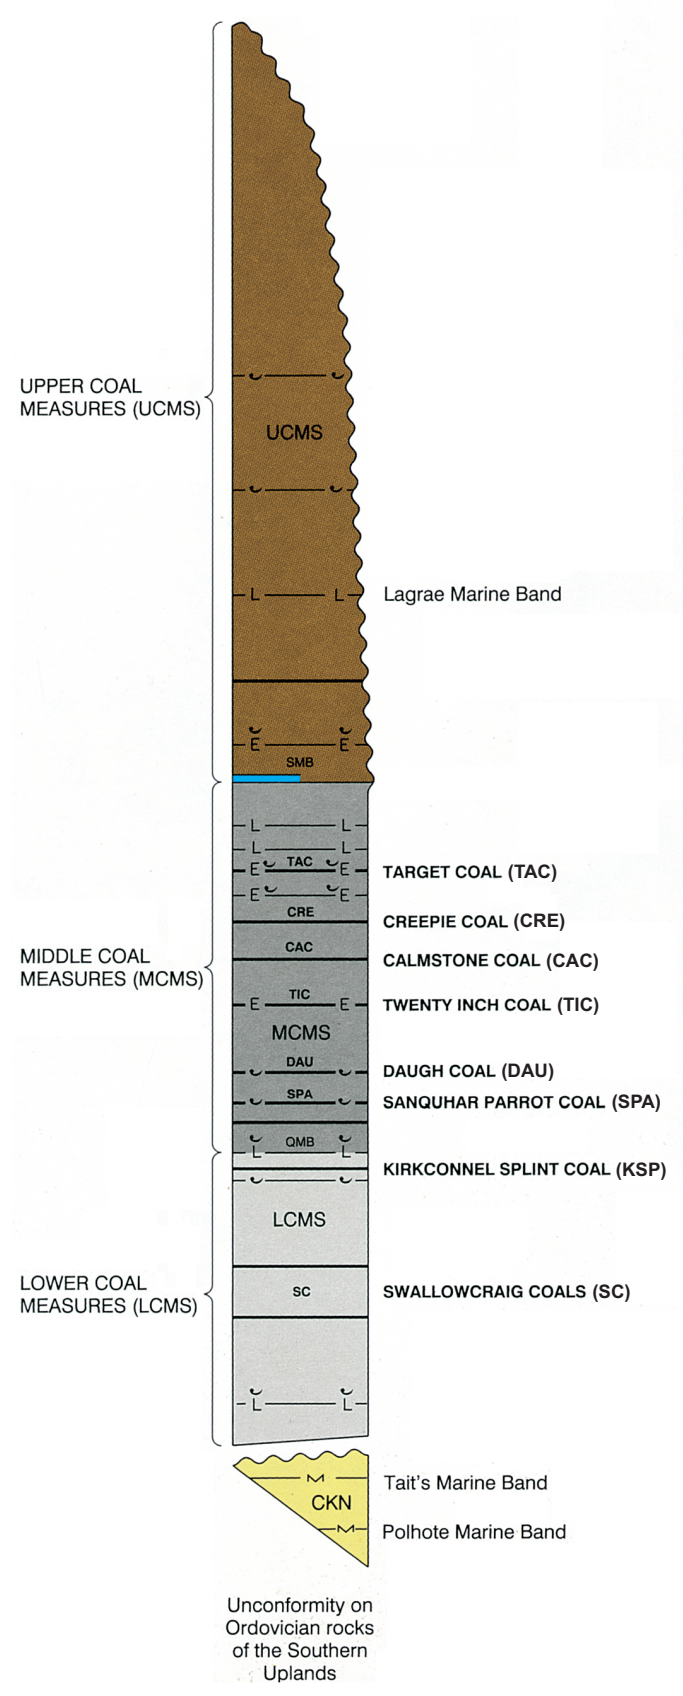 UPPER COAL
MEASURES (UCMS)
UCMS
L L Lagrae Marine Band
E E
SMB
L L
L L
TAC
E E TARGET COAL (TAC)
E E
CRE
CREEPIE COAL (CRE)
CAC
CALMSTONE COAL (CAC)
MIDDLE COAL
MEASURES (MCMS)
TIC
E E TWENTY INCH COAL (TIC)
MCMS
DAU
DAUGH COAL (DAU)
SPA
SANQUHAR PARROT COAL (SPA)
QMB
L L
KIRKCONNEL SPLINT COAL (KSP)
LCMS
LOWER COAL
MEASURES (LCMS)
SC SWALLOWCRAIG COALS (SC)
L L
M Tait's Marine Band
CKN
M Polhote Marine Band
Unconformity on
Ordovician rocks
of the Southern
Uplands